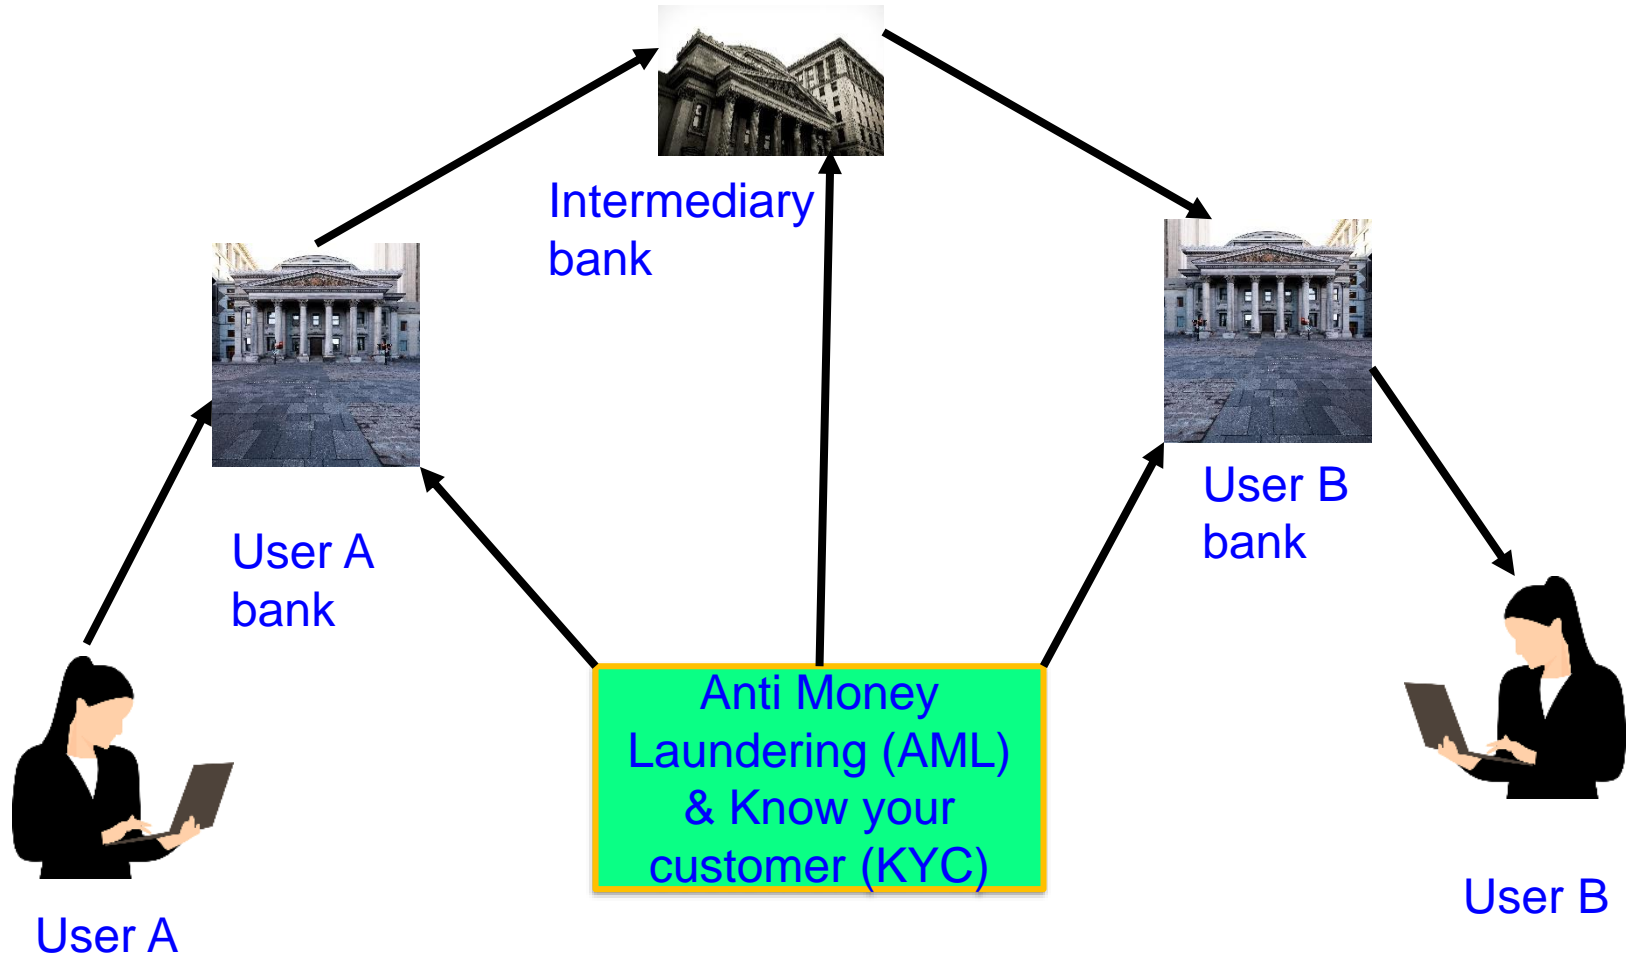 Intermediary
bank
User A
bank
User B
bank
Anti Money
Laundering (AML)
& Know your
customer (KYC)
User A
User B